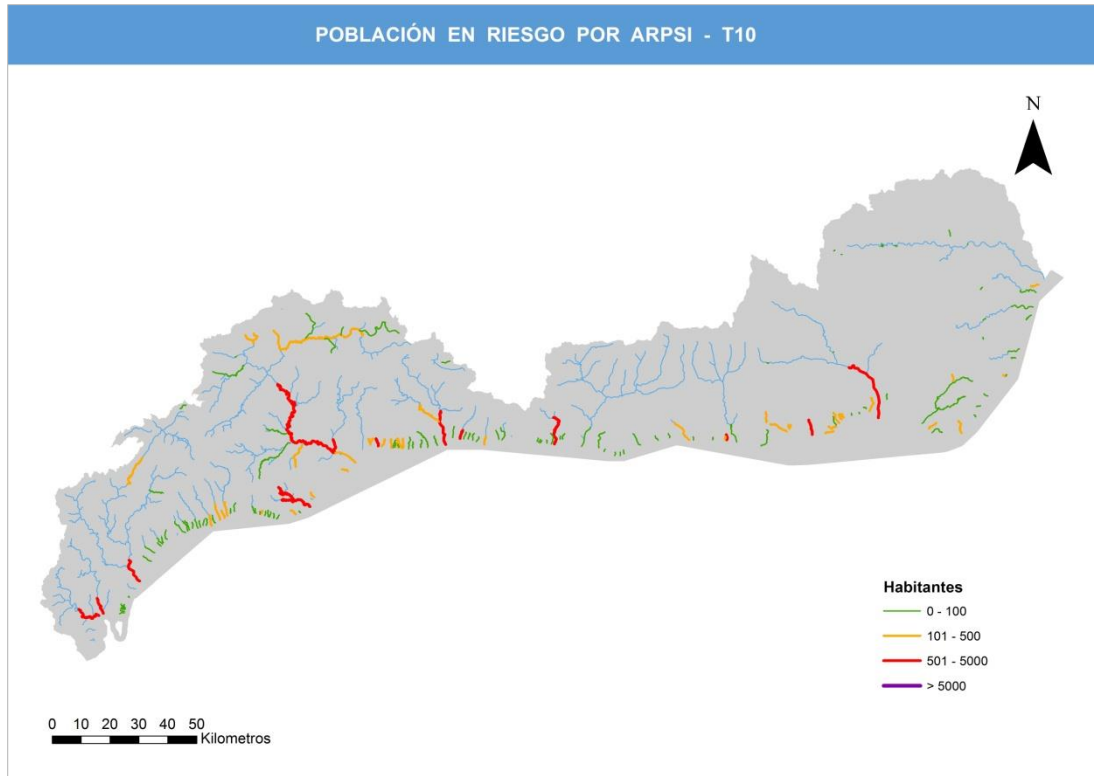 POBLACIÓN EN RIESGO POR ARPSI - T10
N
Habitantes
0 - 100
101 - 500
501 - 5000
> 5000
0 10 20 30 40 50
Kilometros